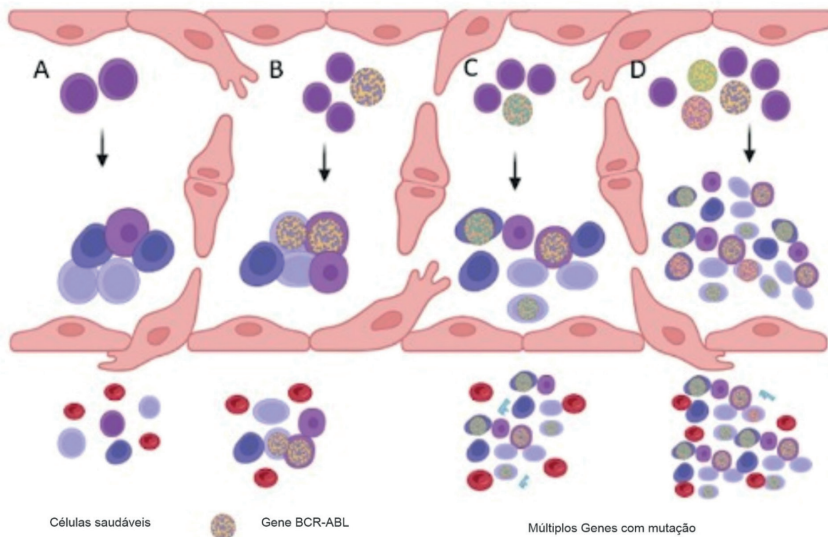 A
B
C
D
Células saudáveis
Gene BCR-ABL
Múltiplos Genes com mutação